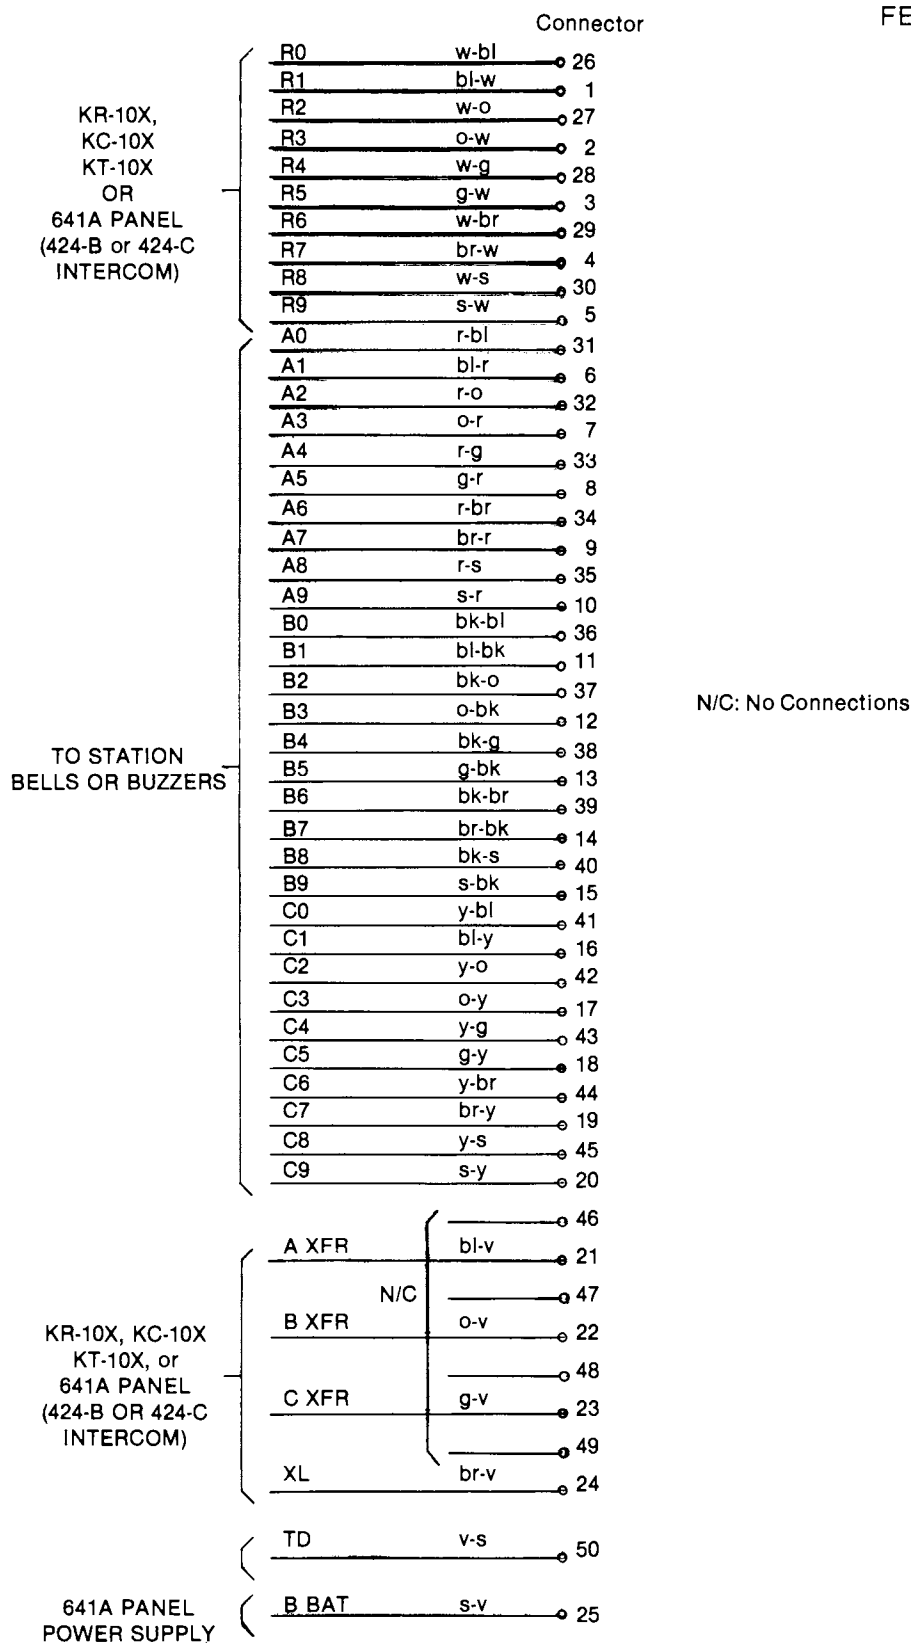 Connector
FE
R0 w-bl 26
R1 bl-w 1
R2 w-o 27
R3 o-w 2
R4 w-g 28
R5 g-w 3
R6 w-br 29
R7 br-w 4
R8 w-s 30
R9 s-w 5
KR-10X,
KC-10X
KT-10X
OR
641A PANEL
(424-B or 424-C
INTERCOM)
A0 r-bl 31
A1 bl-r 6
A2 r-o 32
A3 o-r 7
A4 r-g 33
A5 g-r 8
A6 r-br 34
A7 br-r 9
A8 r-s 35
A9 s-r 10
B0 bk-bl 36
B1 bl-bk 11
B2 bk-o 37
B3 o-bk 12
B4 bk-g 38
B5 g-bk 13
B6 bk-br 39
B7 br-bk 14
B8 bk-s 40
B9 s-bk 15
C0 y-bl 41
C1 bl-y 16
C2 y-o 42
C3 o-y 17
C4 y-g 43
C5 g-y 18
C6 y-br 44
C7 br-y 19
C8 y-s 45
C9 s-y 20
TO STATION
BELLS OR BUZZERS
N/C: No Connections
46
A XFR bl-v 21
N/C 47
B XFR o-v 22
48
C XFR g-v 23
49
XL br-v 24
KR-10X, KC-10X
KT-10X, or
641A PANEL
(424-B OR 424-C
INTERCOM)
TD v-s 50
B BAT s-v 25
641A PANEL
POWER SUPPLY